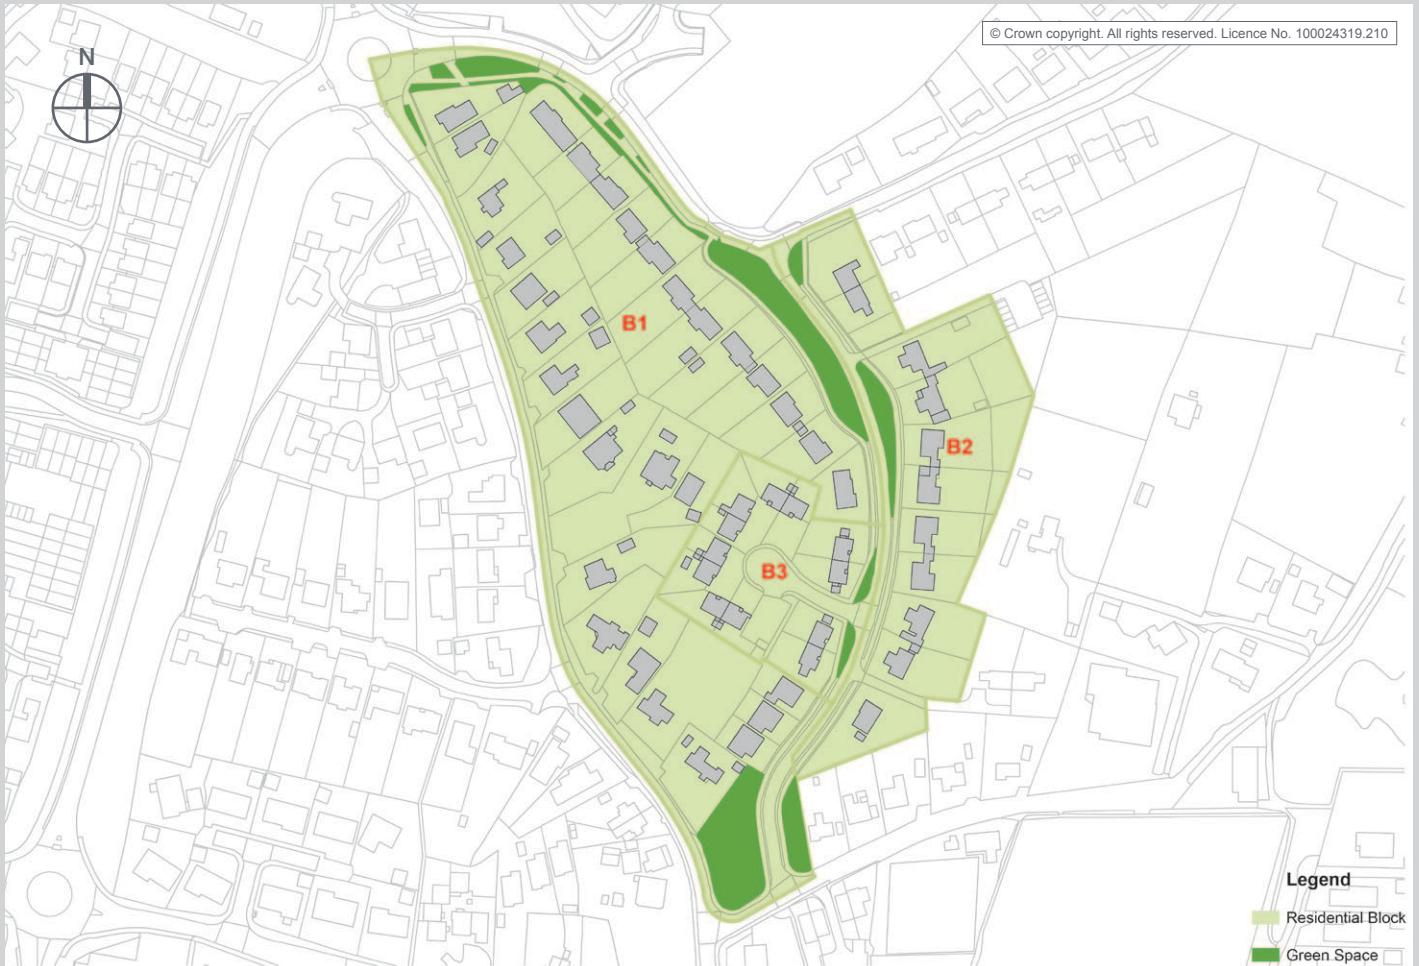 N
© Crown copyright. All rights reserved. Licence No. 100024319.210
B1
B2
B3
Legend
Residential Block
Green Space